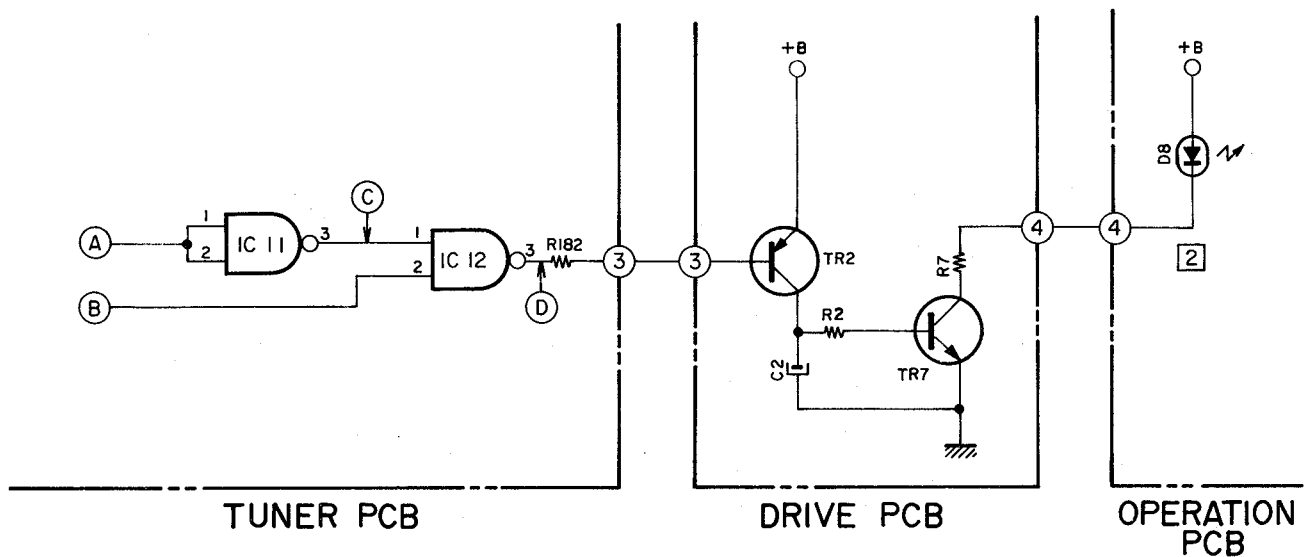 +B
+B
D8
C
A
1
2
IC 11
3
1
2
IC 12
3
R182
D
3
3
TR2
R7
4
4
2
B
R2
C2
TR7
TUNER PCB
DRIVE PCB
OPERATION
PCB